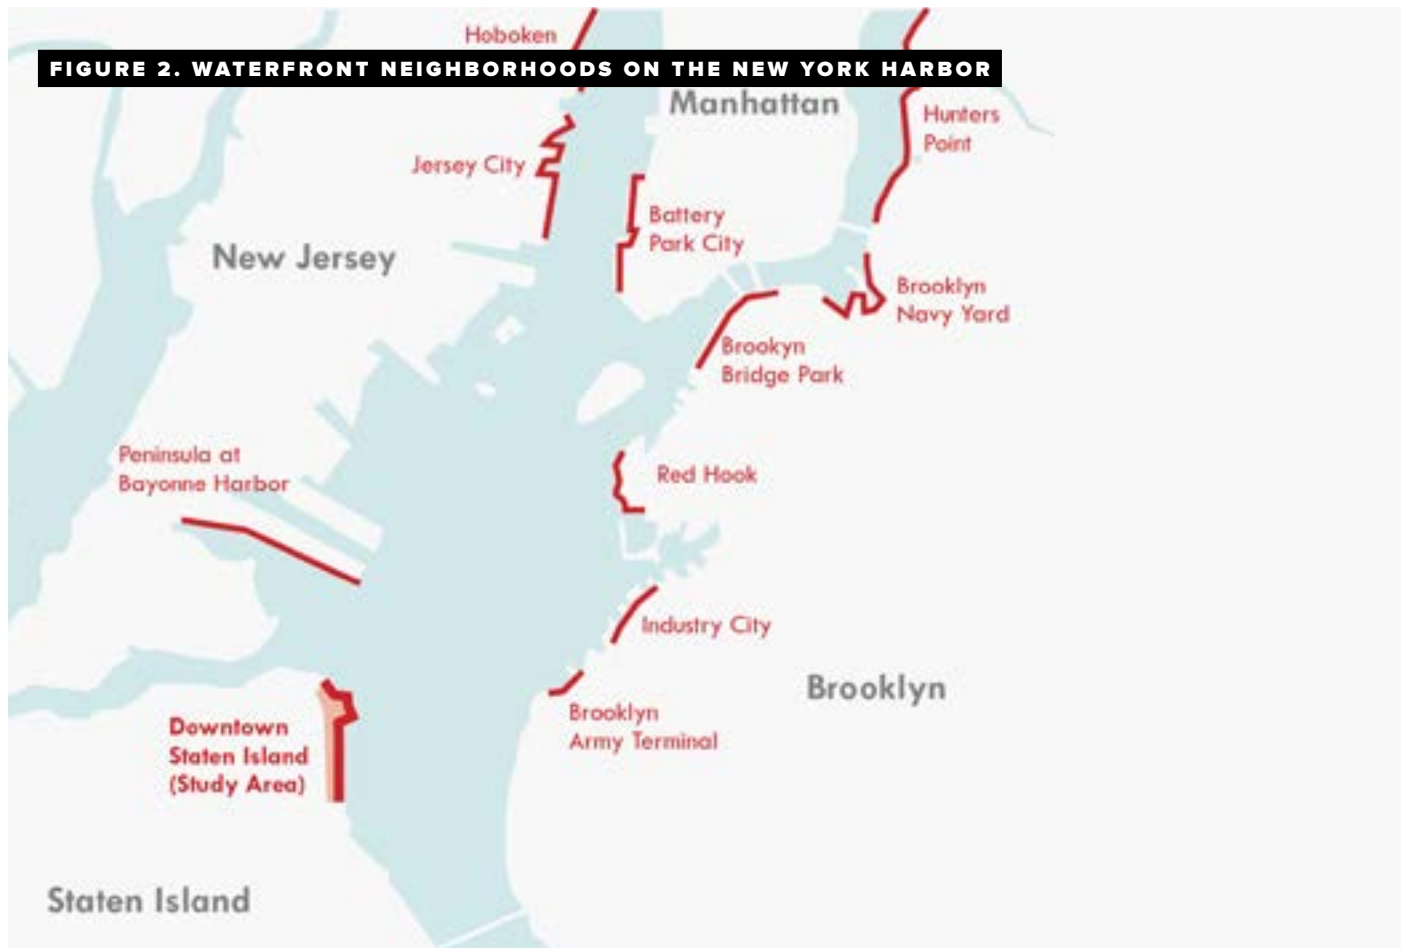 Hoboken
FIGURE 2. WATERFRONT NEIGHBORHOODS ON THE NEW YORK HARBOR
Manhattan
Hunters
Point
Jersey City
Battery
Park City
New Jersey
Brooklyn
Navy Yard
Brookyn
Bridge Park
Peninsula at
Bayonne Harbor
Red Hook
Industry City
Brooklyn
Brooklyn
Army Terminal
Downtown
Staten Island
(Study Area)
Staten Island